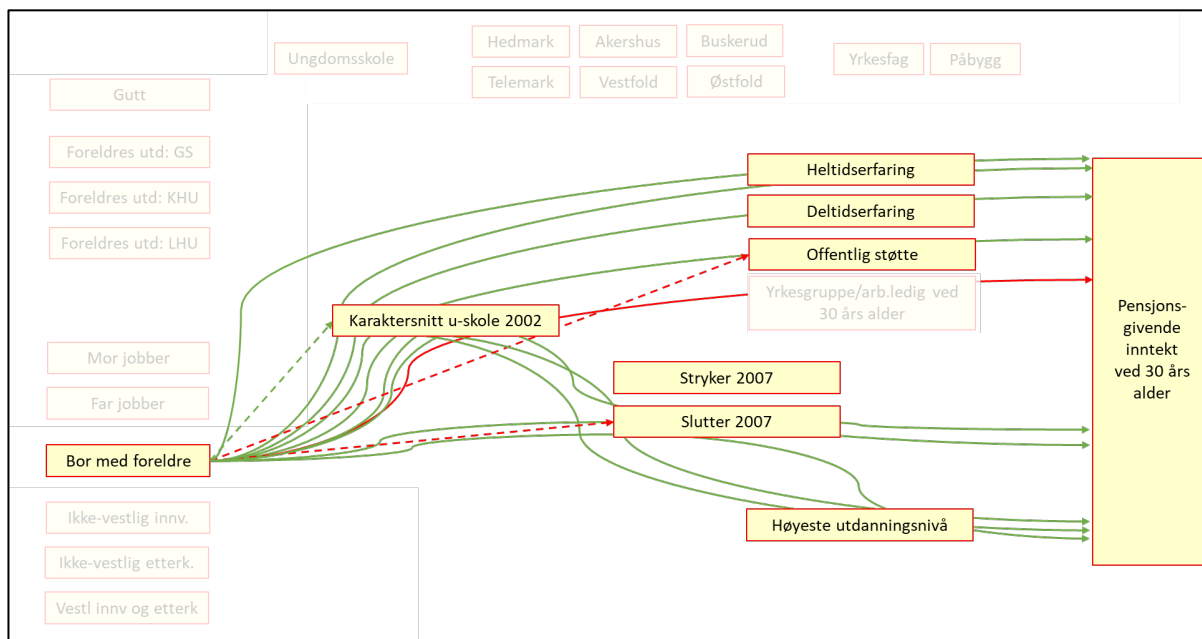 Ungdomsskole
Hedmark
Akershus
Buskerud
Telemark
Vestfold
Østfold
Yrkesfag
Påbygg
Gutt
Foreldres utd: GS
Foreldres utd: KHU
Foreldres utd: LHU
Mor jobber
Far jobber
Bor med foreldre
Ikke-vestlig innv.
Ikke-vestlig etterk.
Vestl innv og etterk
Karaktersnitt u-skole 2002
Heltidserfaring
Deltidserfaring
Offentlig støtte
Yrkesgruppe/arb.ledig ved
30 års alder
Stryker 2007
Slutter 2007
Høyeste utdanningsnivå
Pensjons-
givende
inntekt
ved 30 års
alder